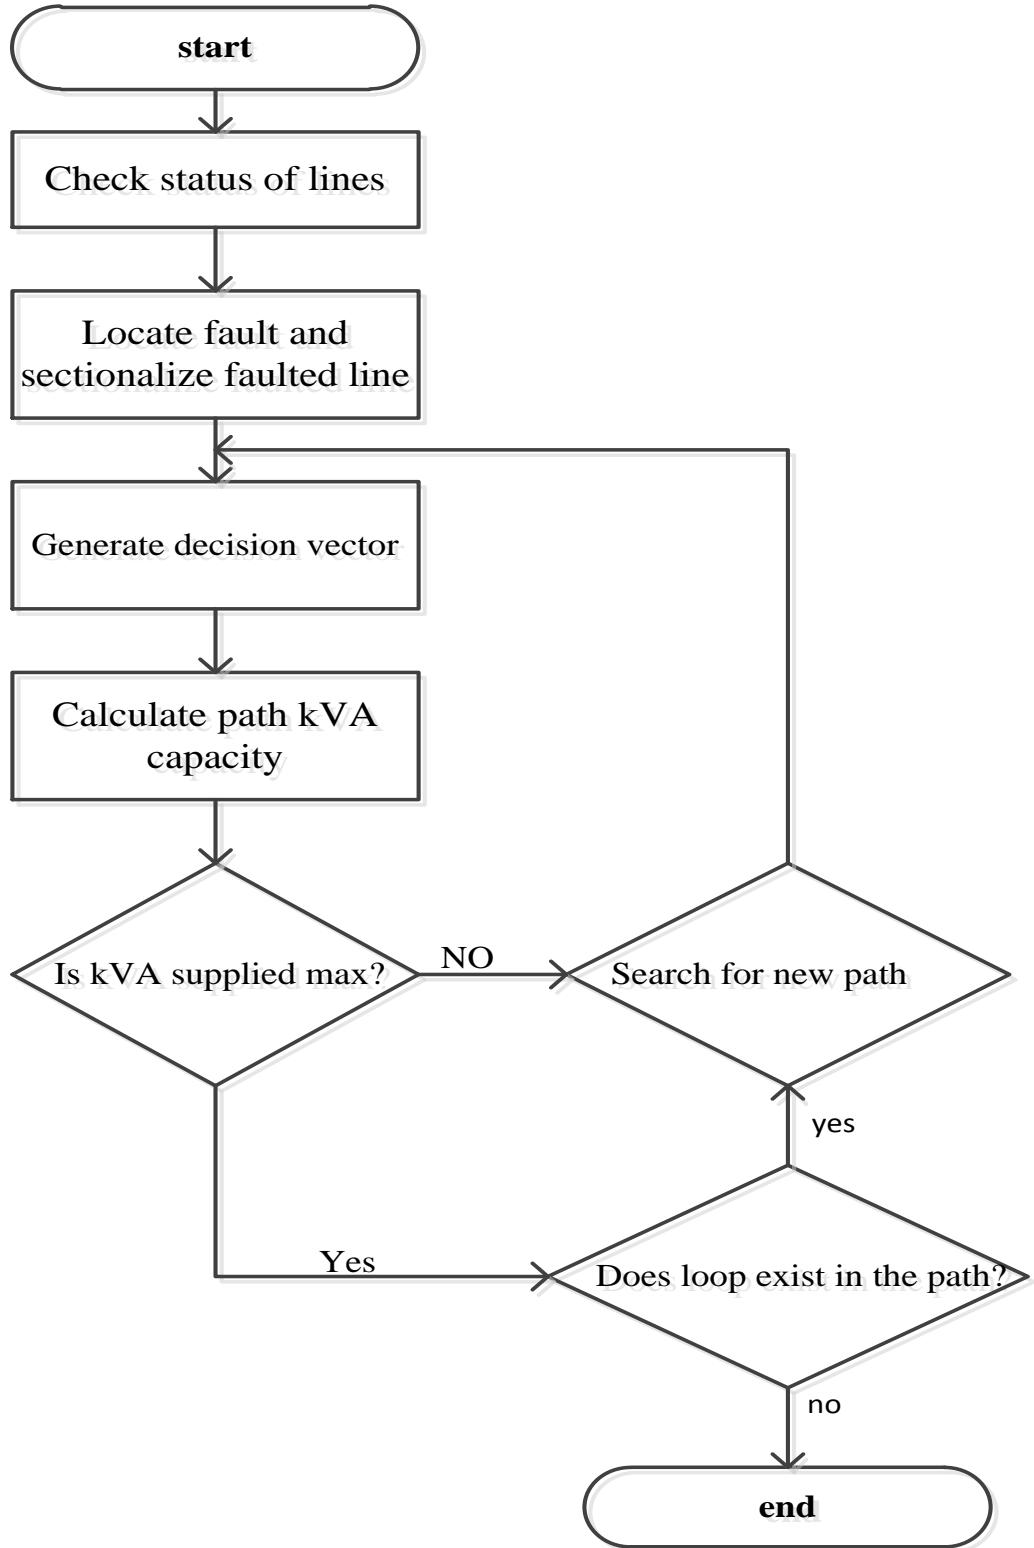 start
Check status of lines
Locate fault and
sectionalize faulted line
Generate decision vector
Calculate path kVA
capacity
Is kVA supplied max?
NO
Search for new path
yes
Yes
Does loop exist in the path?
no
end